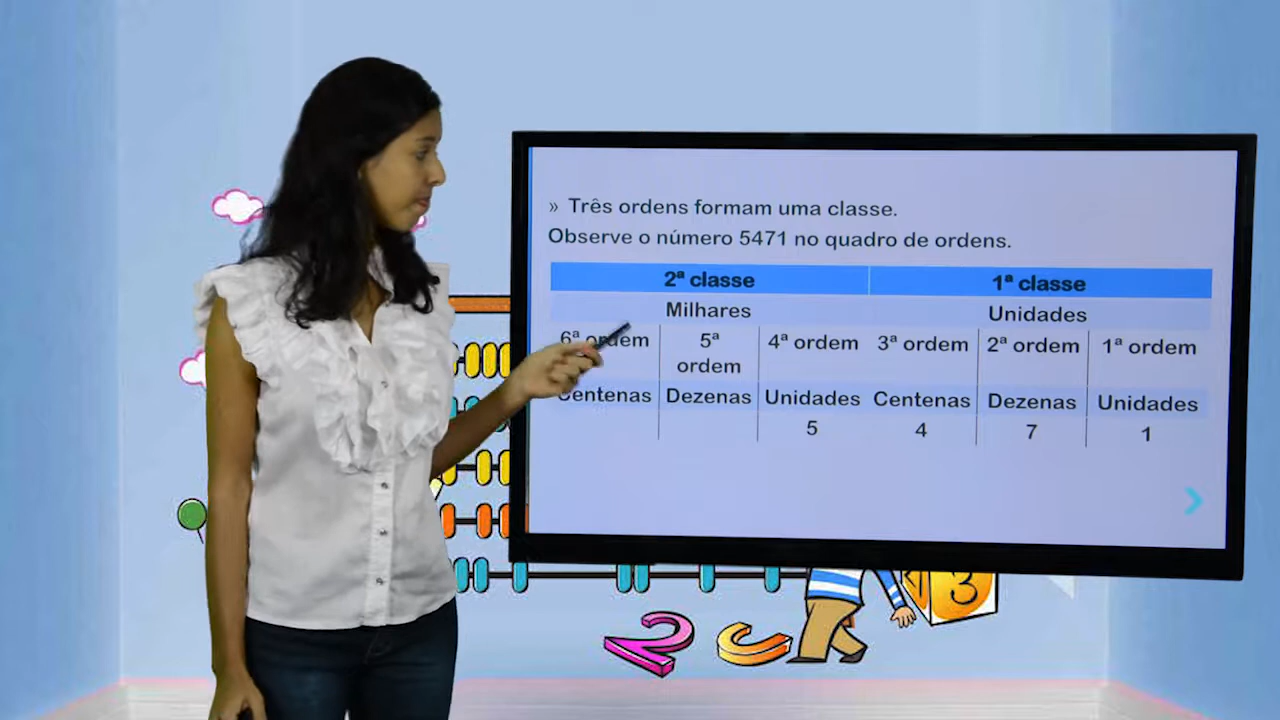 » Três ordens formam uma classe.
Observe o número 5471 no quadro de ordens.
2ª classe 1ª classe
Milhares Unidades
6ª ordem 5ª ordem 4ª ordem 3ª ordem 2ª ordem 1ª ordem
Centenas Dezenas Unidades Centenas Dezenas Unidades
5 4 7 1
3
2